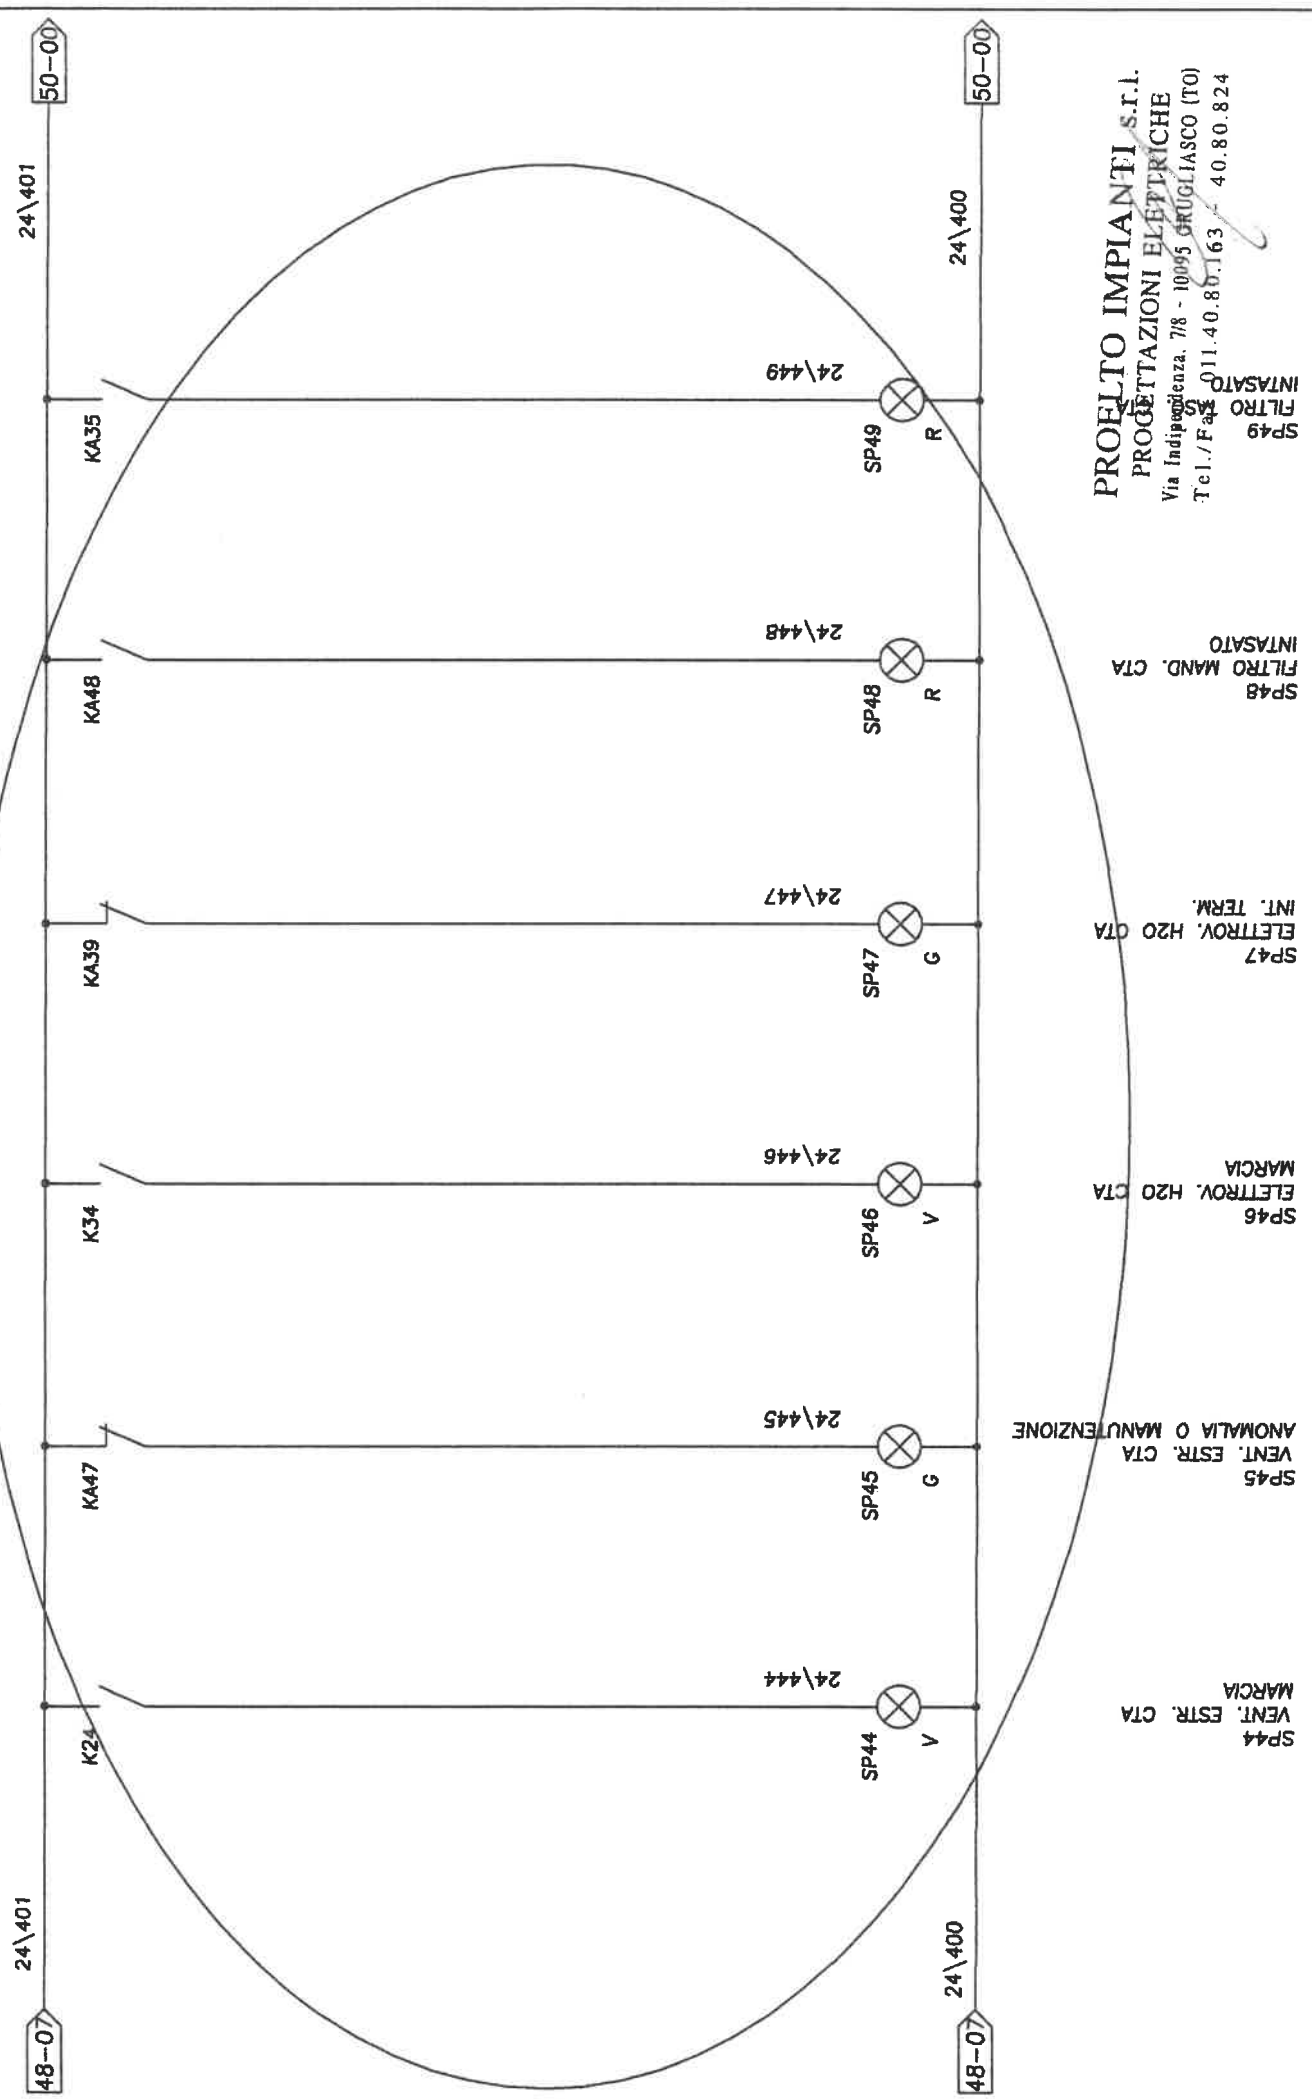 48-07
24\401
24\401
50-00
K24
KA47
K34
KA39
KA48
KA35
24\444
24\445
24\446
24\447
24\448
24\449
SP44
SP45
SP46
SP47
SP48
SP49
V
G
V
G
R
R
48-07
24\400
24\400
50-00
SP44
VENT. ESTR. CTA
MARCIA
SP45
VENT. ESTR. CTA
ANOMALIA O MANUTENZIONE
SP46
ELETTROV. H2O CTA
MARCIA
SP47
ELETTROV. H2O CTA
INT. TERM.
SP48
FILTRO MAND. CTA
INTASATO
SP49
FILTRO CTA
INTASATO
PROELTO IMPIANTI s.r.l.
PROGETTAZIONI ELETTRICHE
Via Indipendenza, 7/8 - 10095 GRUGLIASCO (TO)
Tel./Fax 011.40.80.163 - 40.80.824